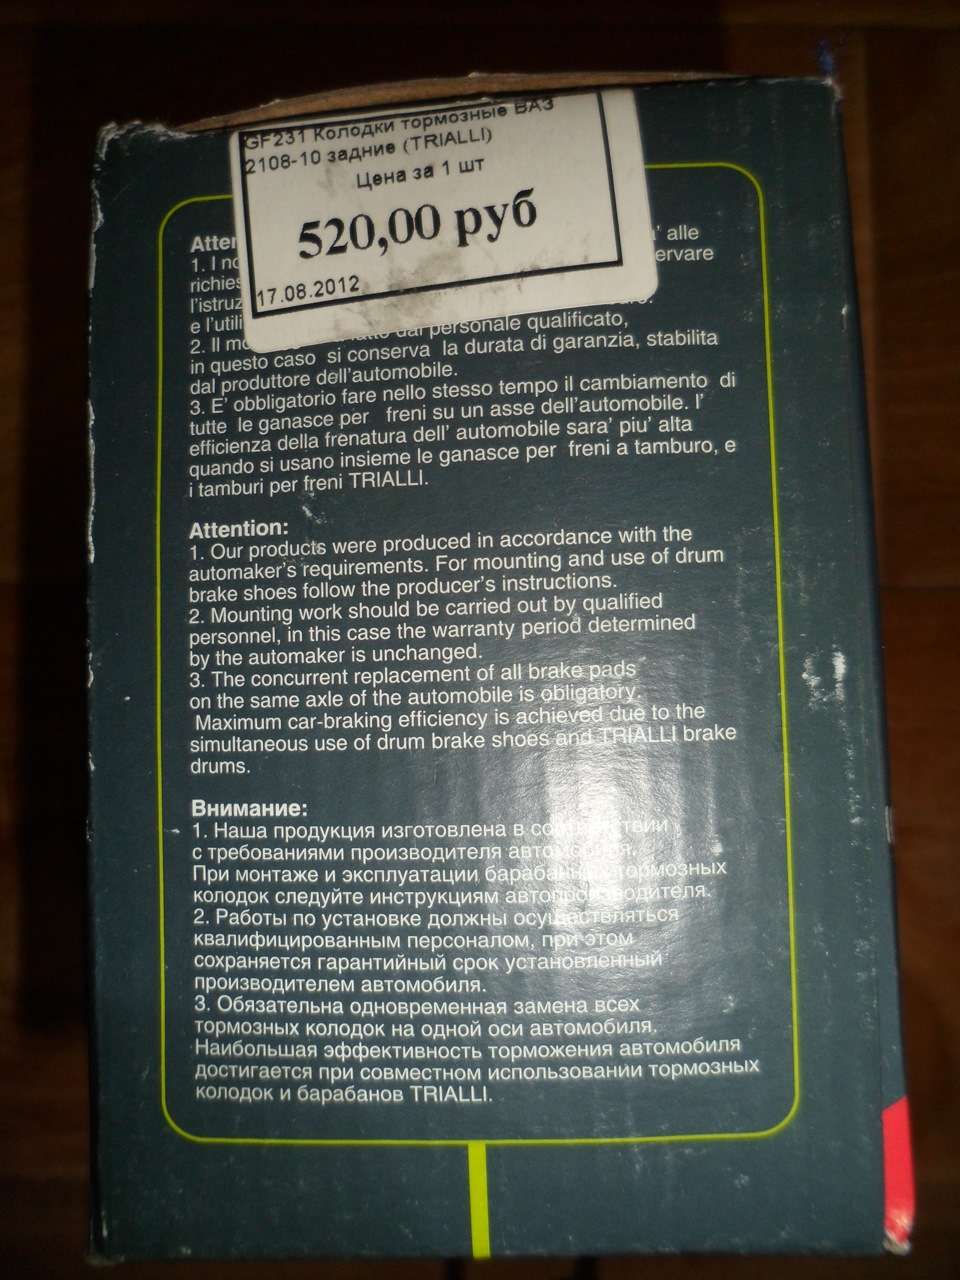 GF231 Колодки тормозные ВАЗ
2108-10 задние (TRIALLI)
Цена за 1 шт
520,00 руб
17.08.2012
alle
1. I
richies
l'istruz
e l'utili
personale qualificato,
2. Il
in questo caso si conserva la durata di garanzia, stabilita
dal produttore dell'automobile.
3. E' obbligatorio fare nello stesso tempo il cambiamento di
tutte le ganasce per freni su un asse dell'automobile. l'
efficienza della frenatura dell' automobile sara' piu' alta
quando si usano insieme le ganasce per freni a tamburo, e
i tamburi per freni TRIALLI.
Attention:
1. Our products were produced in accordance with the
automaker's requirements. For mounting and use of drum
brake shoes follow the producer's instructions.
2. Mounting work should be carried out by qualified
personnel, in this case the warranty period determined
by the automaker is unchanged.
3. The concurrent replacement of all brake pads
on the same axle of the automobile is obligatory.
Maximum car-braking efficiency is achieved due to the
simultaneous use of drum brake shoes and TRIALLI brake
drums.
Внимание:
1. Наша продукция изготовлена в соответствии
с требованиями производителя автомобиля.
При монтаже и эксплуатации барабанных тормозных
колодок следуйте инструкциям автопроизводителя.
2. Работы по установке должны осуществляться
квалифицированным персоналом, при этом
сохраняется гарантийный срок установленный
производителем автомобиля.
3. Обязательна одновременная замена всех
тормозных колодок на одной оси автомобиля.
Наибольшая эффективность торможения автомобиля
достигается при совместном использовании тормозных
колодок и барабанов TRIALLI.